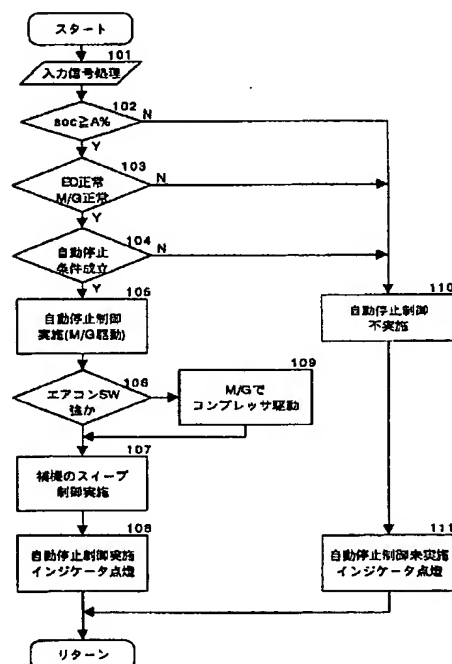 スタート
101
入力信号処理
102
soc≧A%
N
Y
103
EO正常
M/G正常
N
Y
104
自動停止
条件成立
N
Y
105
自動停止制御
実施(M/G駆動)
110
自動停止制御
不実施
106
エアコンSW
強か
109
M/Gで
コンプレッサ駆動
107
補機のスイープ
制御実施
108
自動停止制御実施
インジケータ点燈
111
自動停止制御未実施
インジケータ点燈
リターン